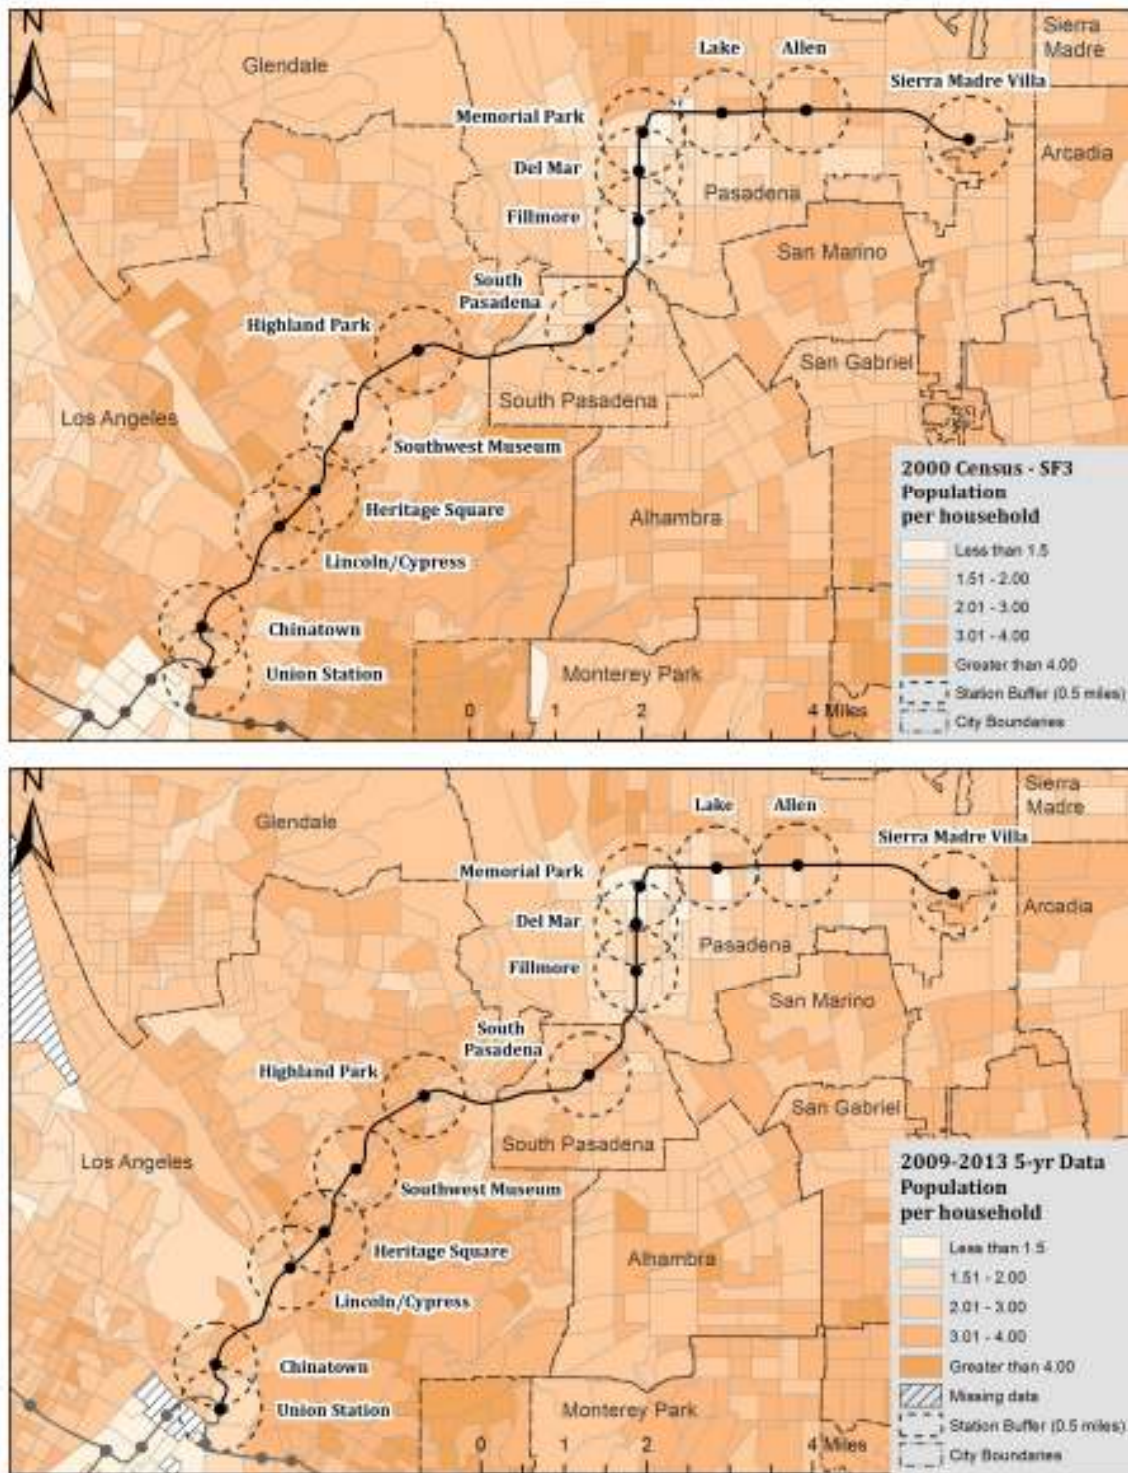 N
Glendale
Lake
Allen
Sierra
Madre
Sierra Madre Villa
Memorial Park
Arcadia
Del Mar
Pasadena
Fillmore
San Marino
South
Pasadena
Highland Park
San Gabriel
Los Angeles
South Pasadena
Southwest Museum
Heritage Square
Alhambra
Lincoln/Cypress
Chinatown
Union Station
Monterey Park
0 1 2 4 Miles
2000 Census - SF3
Population
per household
Less than 1.5
1.51 - 2.00
2.01 - 3.00
3.01 - 4.00
Greater than 4.00
Station Buffer (0.5 miles)
City Boundaries
N
Glendale
Lake
Allen
Sierra
Madre
Sierra Madre Villa
Memorial Park
Arcadia
Del Mar
Pasadena
Fillmore
San Marino
South
Pasadena
Highland Park
San Gabriel
South Pasadena
Los Angeles
Southwest Museum
Heritage Square
Alhambra
Lincoln/Cypress
Chinatown
Union Station
Monterey Park
0 1 2 4 Miles
2009-2013 5-yr Data
Population
per household
Less than 1.5
1.51 - 2.00
2.01 - 3.00
3.01 - 4.00
Greater than 4.00
Missing data
Station Buffer (0.5 miles)
City Boundaries